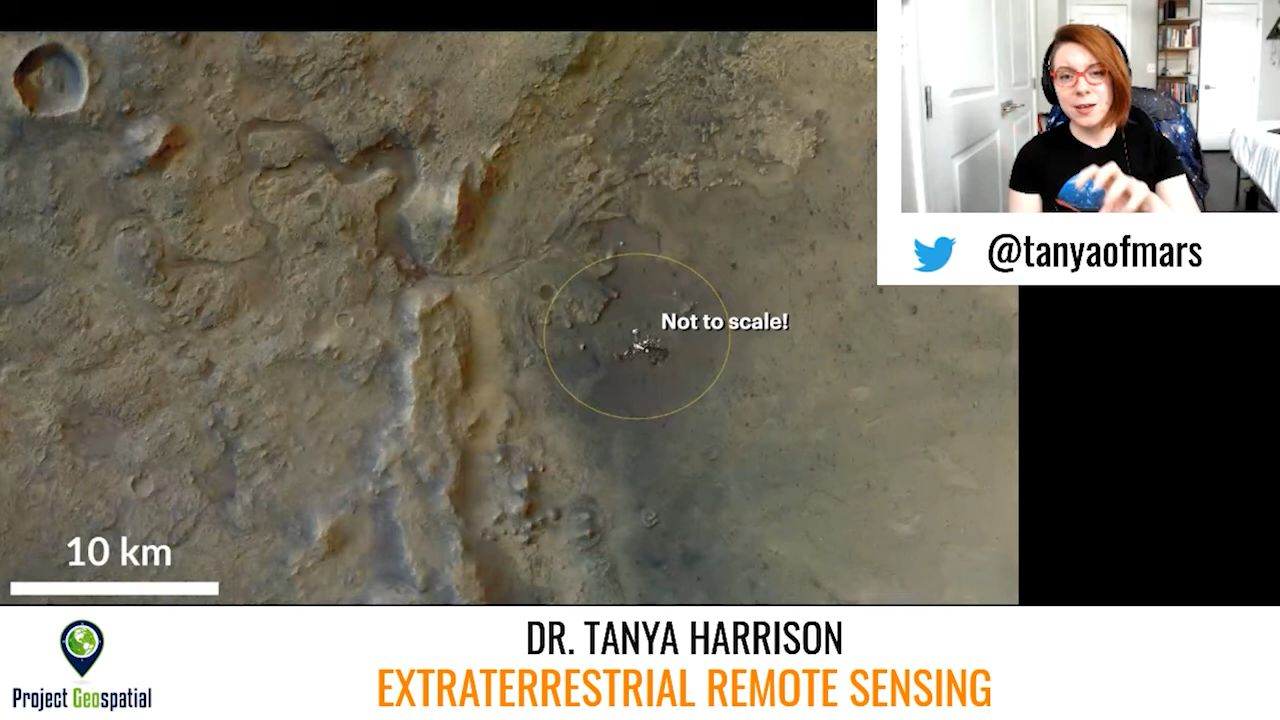 @tanyaofmars
Not to scale!
10 km
DR. TANYA HARRISON
EXTRATERRESTRIAL REMOTE SENSING
Project Geospatial